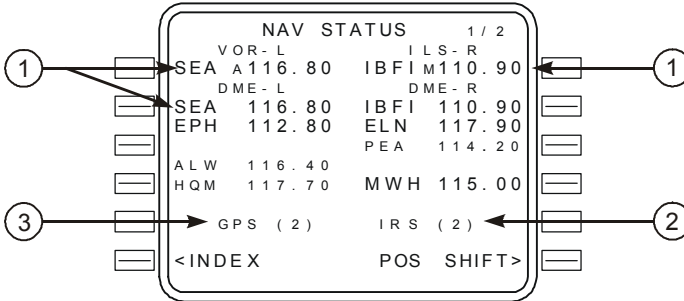 NAV STATUS 1/2
VOR-L ILS-R
1 SEA A116.80 IBFI M110.90 1
DME-L DME-R
SEA 116.80 IBFI 110.90
EPH 112.80 ELN 117.90
PEA 114.20
ALW 116.40
HQM 117.70 MWH 115.00
3 GPS (2) IRS (2) 2
<INDEX POS SHIFT>